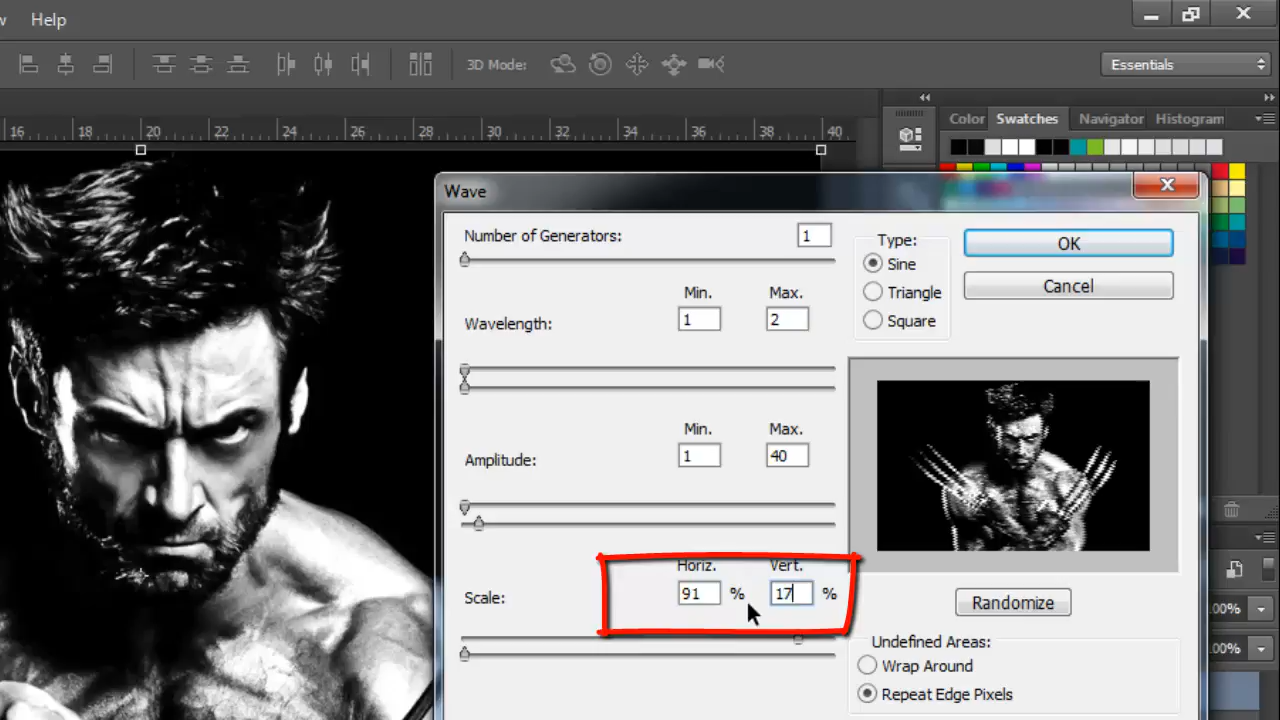 w Help
3D Mode:
Essentials
16 18 20 22 24 26 28 30 32 34 36 38 40
Color Swatches Navigator Histogram
Wave
Number of Generators: 1
Type:
Sine
Triangle
Square
OK
Cancel
Min. Max.
Wavelength: 1 2
Min. Max.
Amplitude: 1 40
Horiz. Vert.
Scale: 91 % 17 %
Randomize
Undefined Areas:
Wrap Around
Repeat Edge Pixels
00%
00%